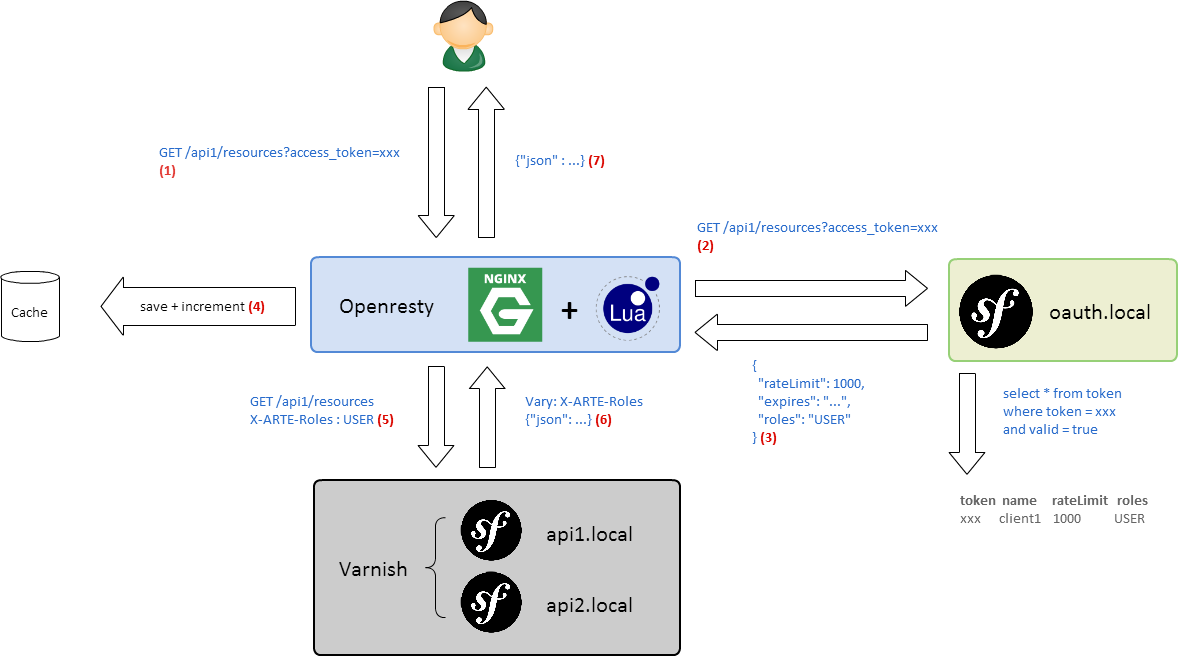 GET /api1/resources?access_token=xxx
(1)
{"json" : ...} (7)
GET /api1/resources?access_token=xxx
(2)
Cache
save + increment (4)
Openresty
NGINX
G
+
Lua
sf
oauth.local
{
"rateLimit": 1000,
"expires": "...",
"roles": "USER"
} (3)
GET /api1/resources
X-ARTE-Roles : USER (5)
Vary: X-ARTE-Roles
{"json": ...} (6)
select * from token
where token = xxx
and valid = true
token name rateLimit roles
xxx client1 1000 USER
Varnish
sf
api1.local
sf
api2.local